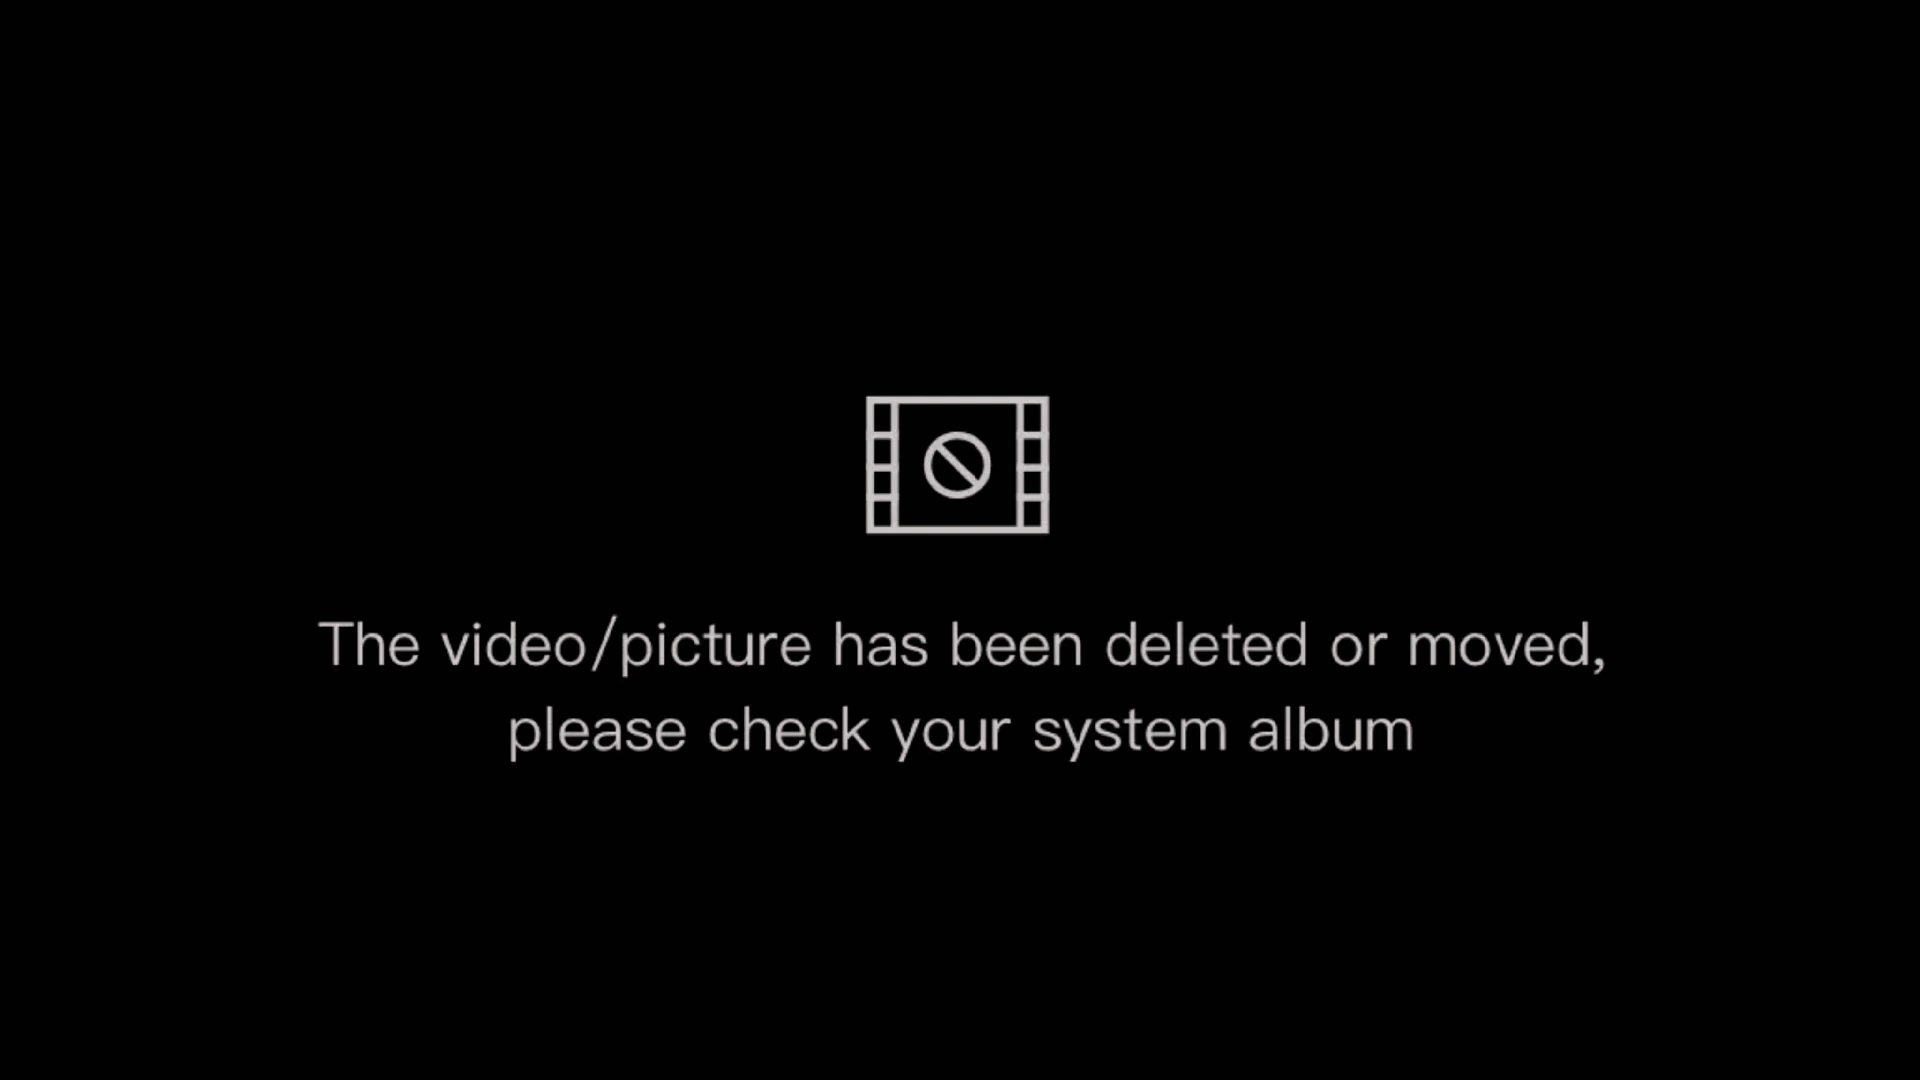 The video/picture has been deleted or moved,
please check your system album